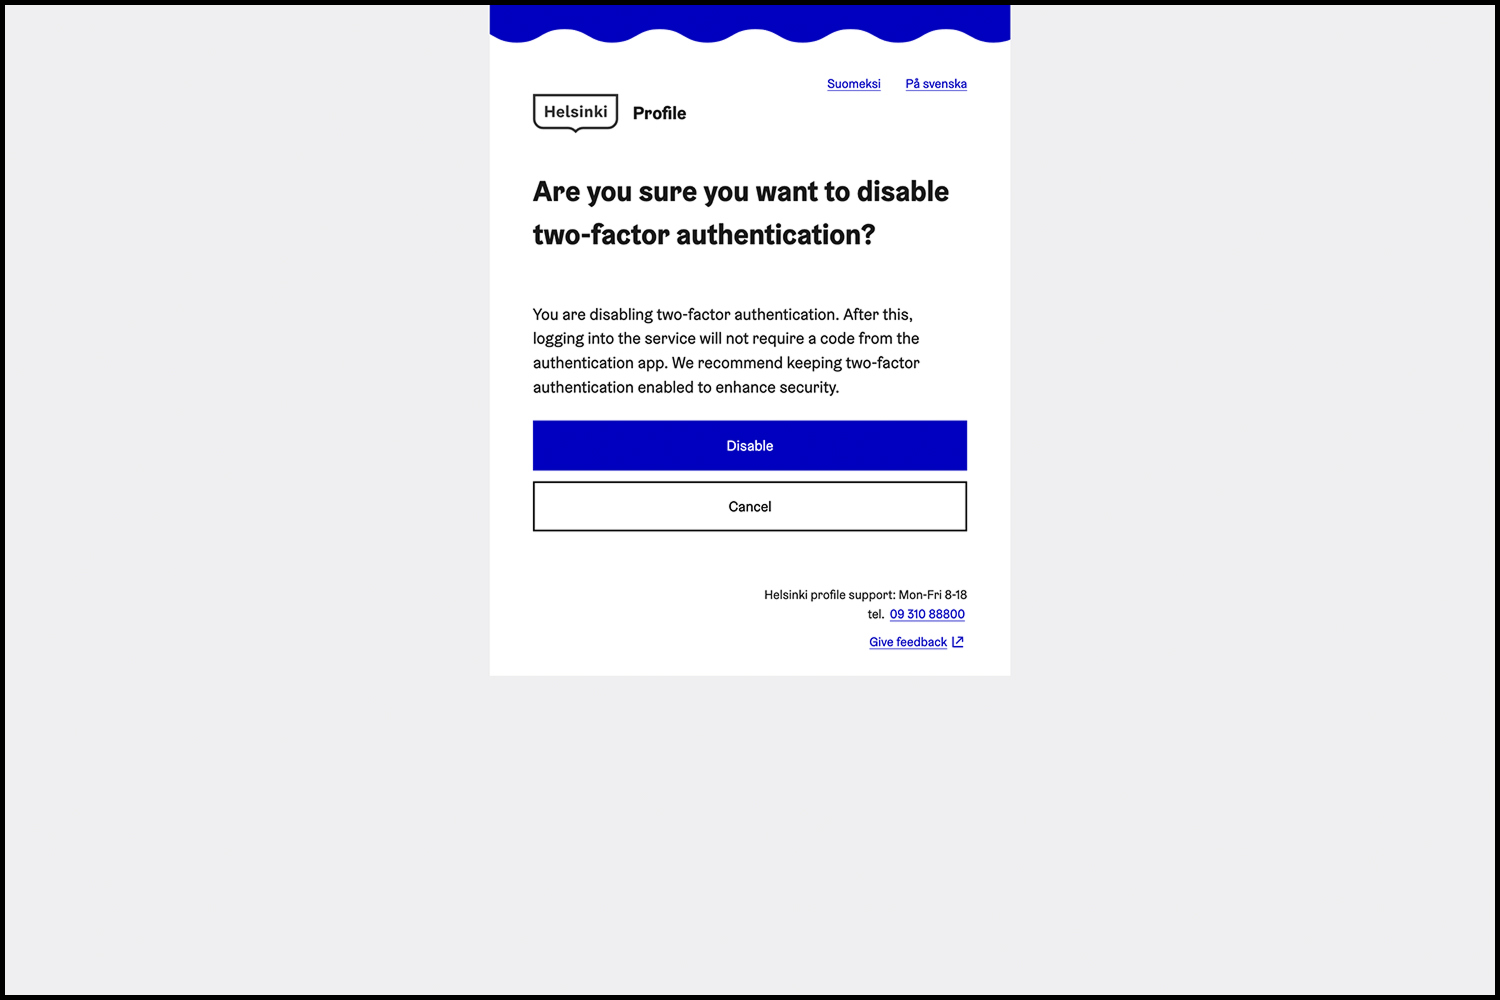 Suomeksi På svenska
Helsinki Profile
Are you sure you want to disable
two-factor authentication?
You are disabling two-factor authentication. After this,
logging into the service will not require a code from the
authentication app. We recommend keeping two-factor
authentication enabled to enhance security.
Disable
Cancel
Helsinki profile support: Mon-Fri 8-18
tel. 09 310 88800
Give feedback